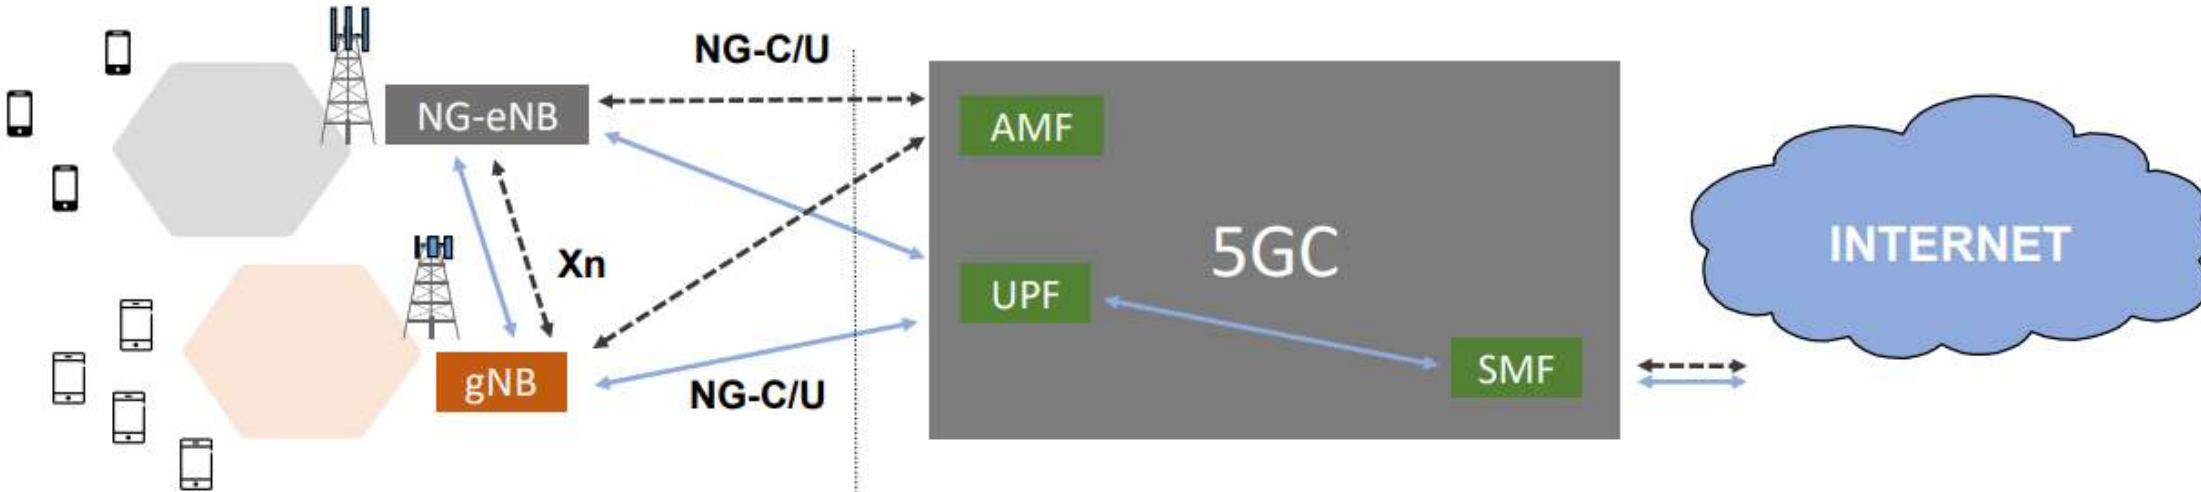 NG-C/U
NG-eNB
AMF
Xn
5GC
UPF
INTERNET
gNB
NG-C/U
SMF